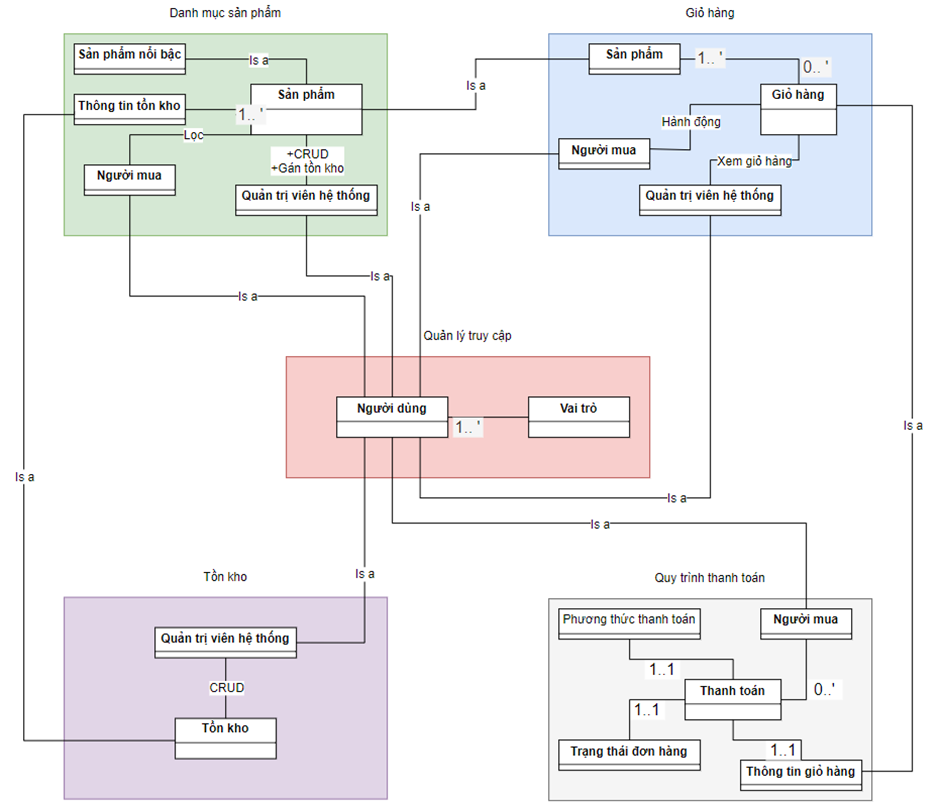 Danh mục sản phẩm
Giỏ hàng
Sản phẩm nổi bậc
Is a
Sản phẩm
Thông tin tồn kho
1.. '
Lọc
+CRUD
+Gán tồn kho
Người mua
Quản trị viên hệ thống
Is a
Sản phẩm
1.. '
0.. '
Giỏ hàng
Hành động
Người mua
Xem giỏ hàng
Quản trị viên hệ thống
Is a
Is a
Is a
Quản lý truy cập
Người dùng
1.. '
Vai trò
Is a
Is a
Is a
Is a
Is a
Tồn kho
Quản trị viên hệ thống
CRUD
Tồn kho
Quy trình thanh toán
Phương thức thanh toán
Người mua
1..1
Thanh toán
0..'
1..1
Trạng thái đơn hàng
1..1
Thông tin giỏ hàng